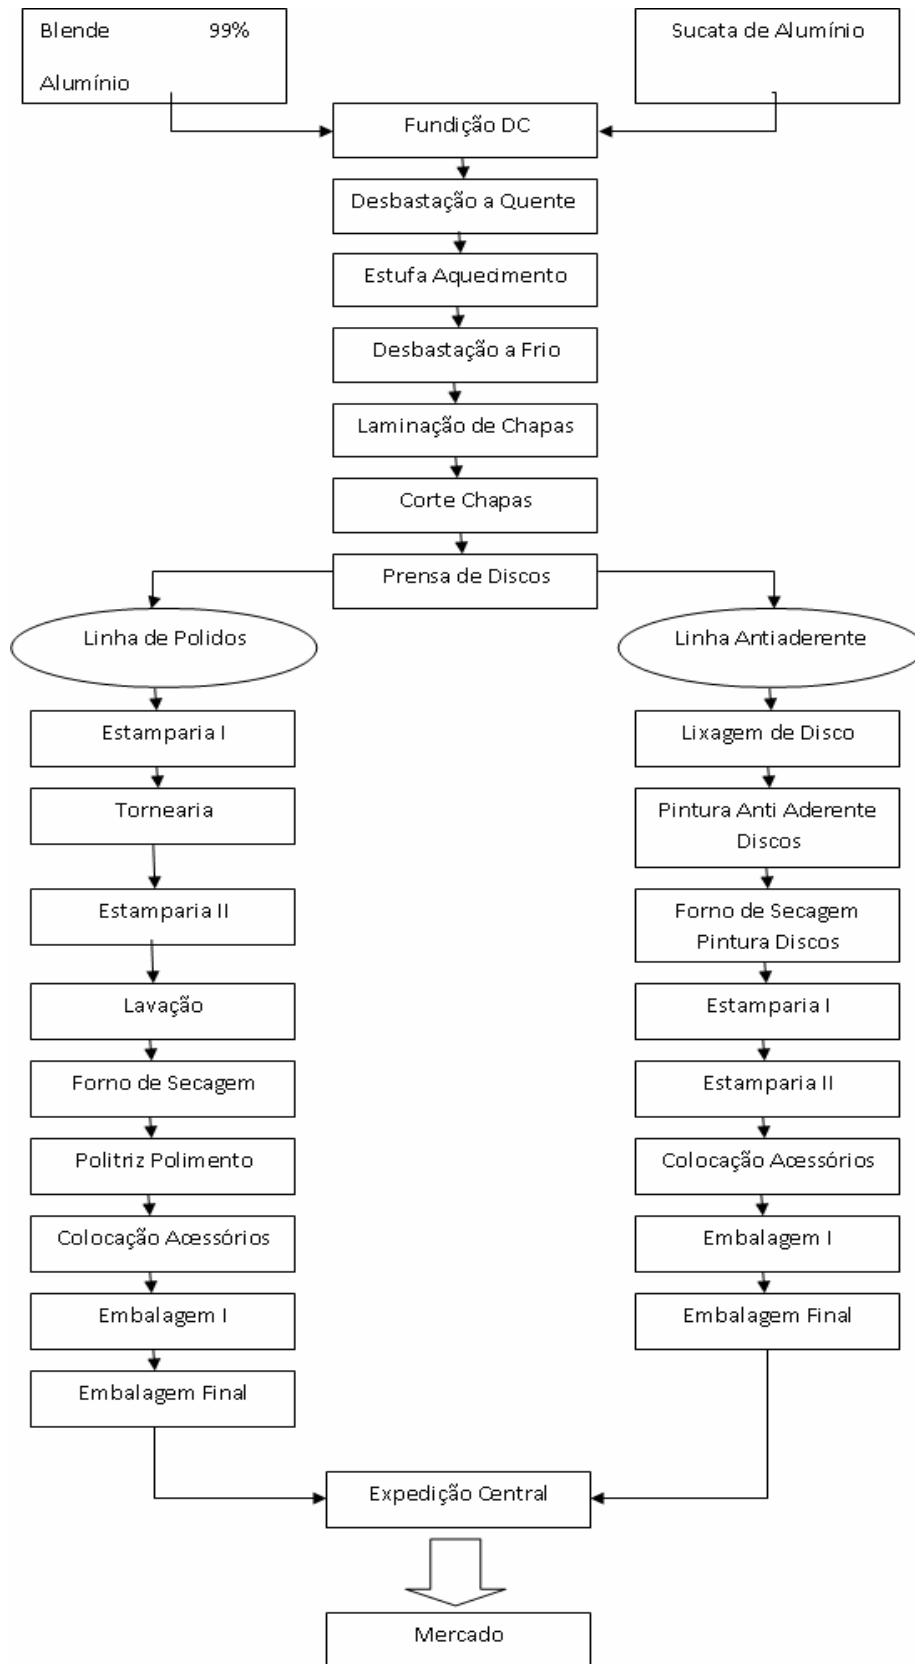 Blende 99%
Alumínio
Sucata de Alumínio
Fundição DC
Desbastação a Quente
Estufa Aquecimento
Desbastação a Frio
Laminação de Chapas
Corte Chapas
Prensa de Discos
Linha de Polidos
Estamparia I
Tornearia
Estamparia II
Lavação
Forno de Secagem
Politriz Polimento
Colocação Acessórios
Embalagem I
Embalagem Final
Linha Antiaderente
Lixagem de Disco
Pintura Anti Aderente
Discos
Forno de Secagem
Pintura Discos
Estamparia I
Estamparia II
Colocação Acessórios
Embalagem I
Embalagem Final
Expedição Central
Mercado